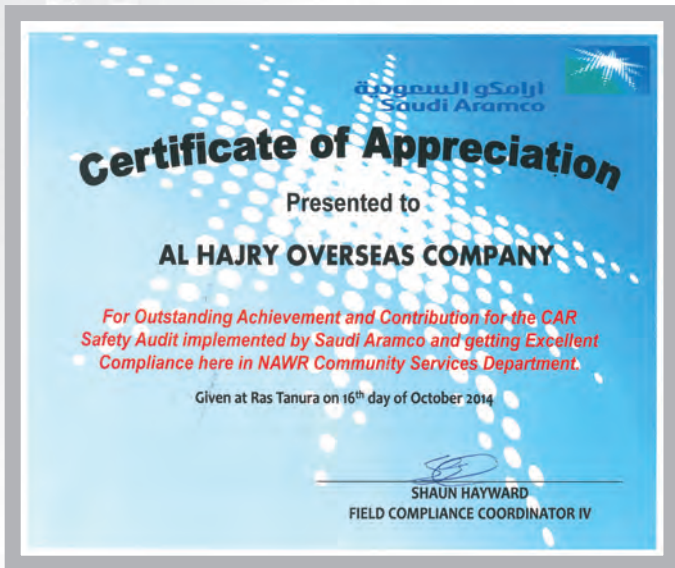 أرامكو السعودية
Saudi Aramco
Certificate of Appreciation
Presented to
AL HAJRY OVERSEAS COMPANY
For Outstanding Achievement and Contribution for the CAR
Safety Audit implemented by Saudi Aramco and getting Excellent
Compliance here in NAWR Community Services Department.
Given at Ras Tanura on 16th day of October 2014
SHAUN HAYWARD
FIELD COMPLIANCE COORDINATOR IV